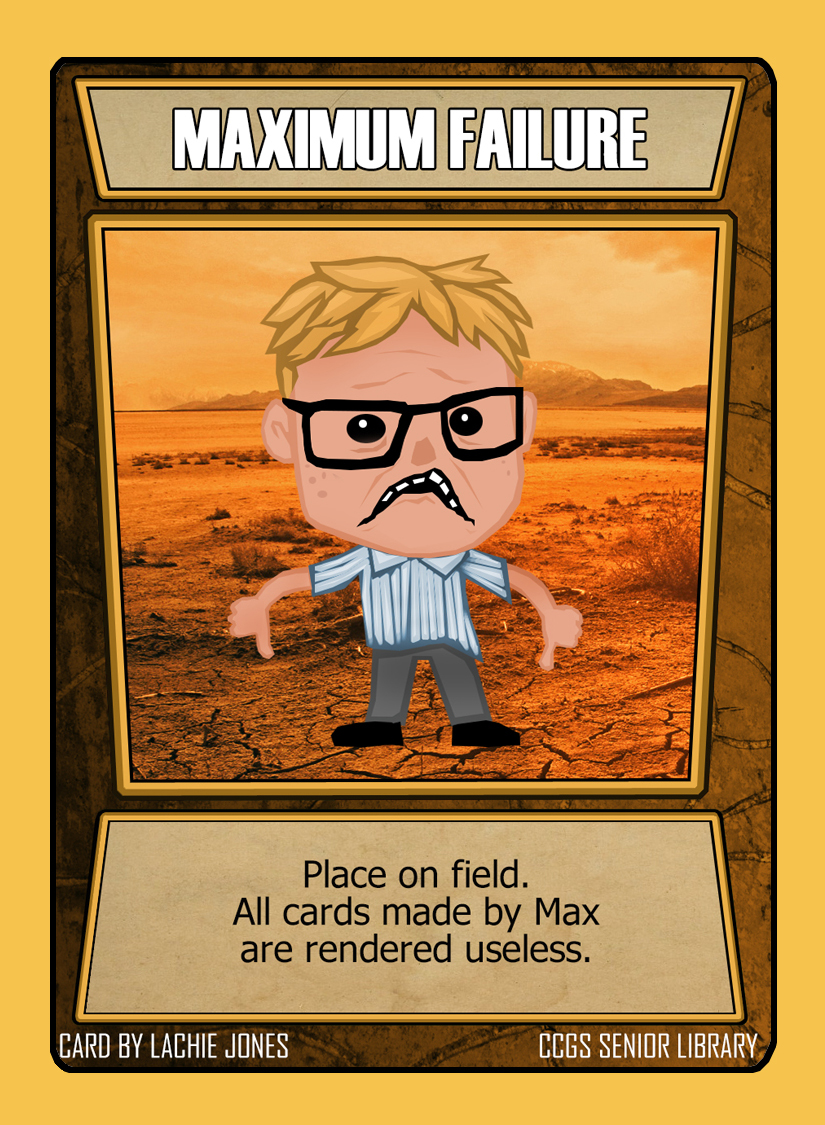 MAXIMUM FAILURE
Place on field.
All cards made by Max
are rendered useless.
CARD BY LACHIE JONES
CCGS SENIOR LIBRARY